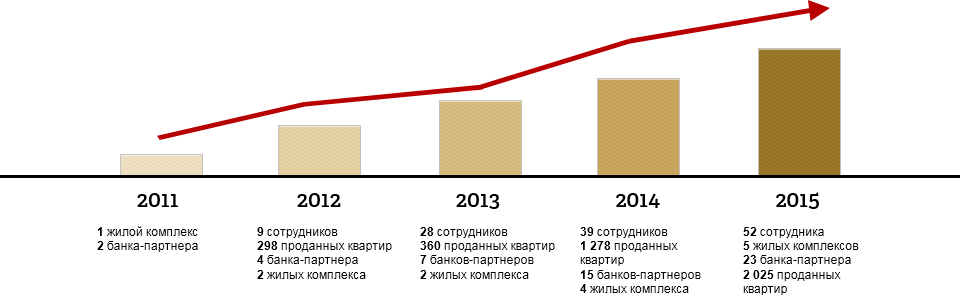 2011
2012
2013
2014
2015
1 жилой комплекс
2 банка-партнера
9 сотрудников
298 проданных квартир
4 банка-партнера
2 жилых комплекса
28 сотрудников
360 проданных квартир
7 банков-партнеров
2 жилых комплекса
39 сотрудников
1 278 проданных
квартир
15 банков-партнеров
4 жилых комплекса
52 сотрудника
5 жилых комплексов
23 банка-партнера
2 025 проданных
квартир